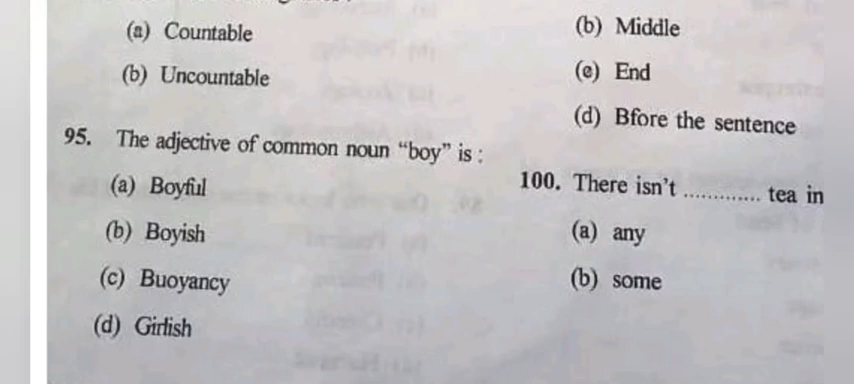 (a) Countable
(b) Uncountable
95. The adjective of common noun “boy” is :
(a) Boyful
(b) Boyish
(c) Buoyancy
(d) Girlish
(b) Middle
(c) End
(d) Bfore the sentence
100. There isn't ............. tea in
(a) any
(b) some